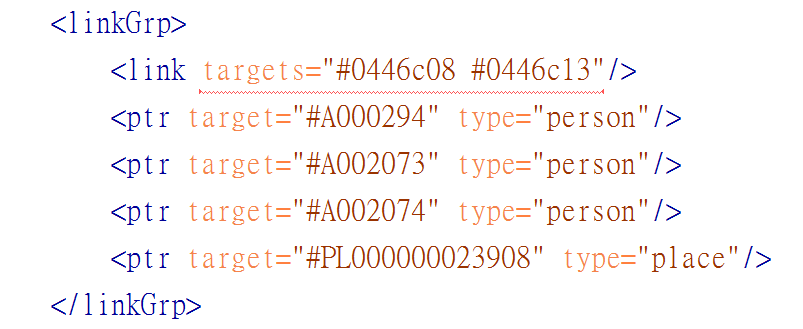 <linkGrp>
<link targets="#0446c08 #0446c13"/>
<ptr target="#A000294" type="person"/>
<ptr target="#A002073" type="person"/>
<ptr target="#A002074" type="person"/>
<ptr target="#PL000000023908" type="place"/>
</linkGrp>